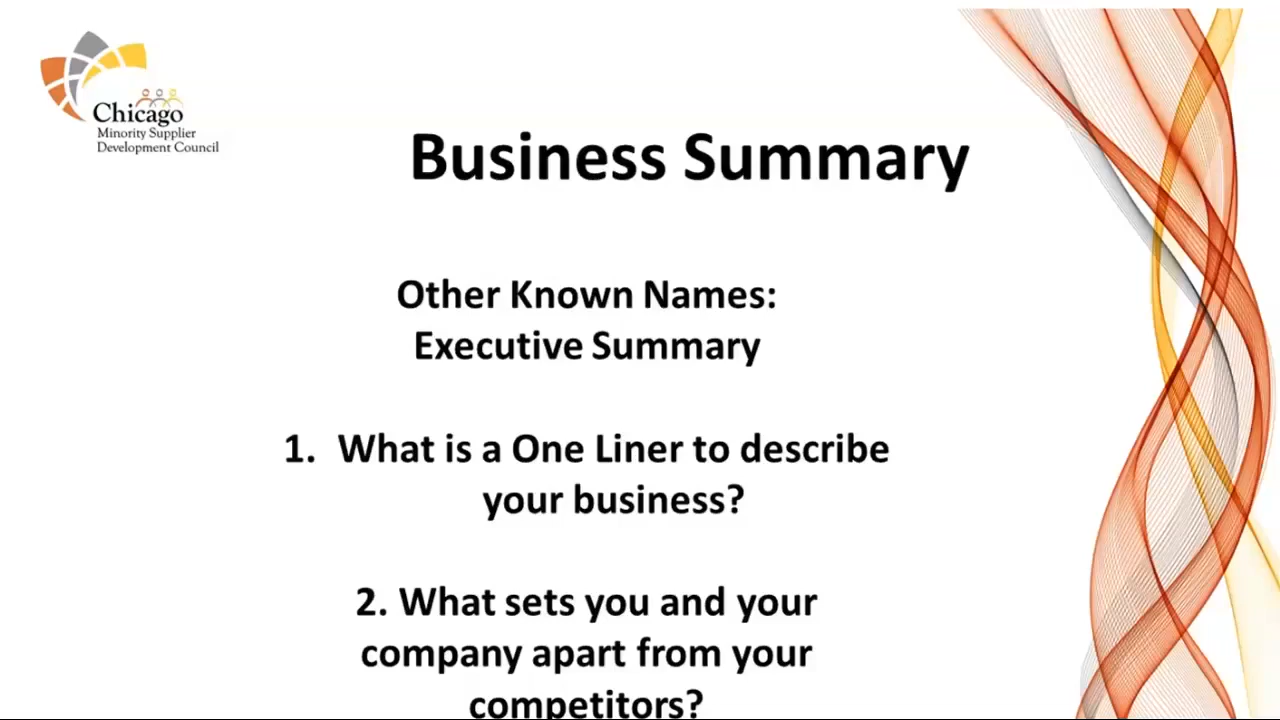 Chicago
Minority Supplier
Development Council
Business Summary
Other Known Names:
Executive Summary
1. What is a One Liner to describe
your business?
2. What sets you and your
company apart from your
competitors?